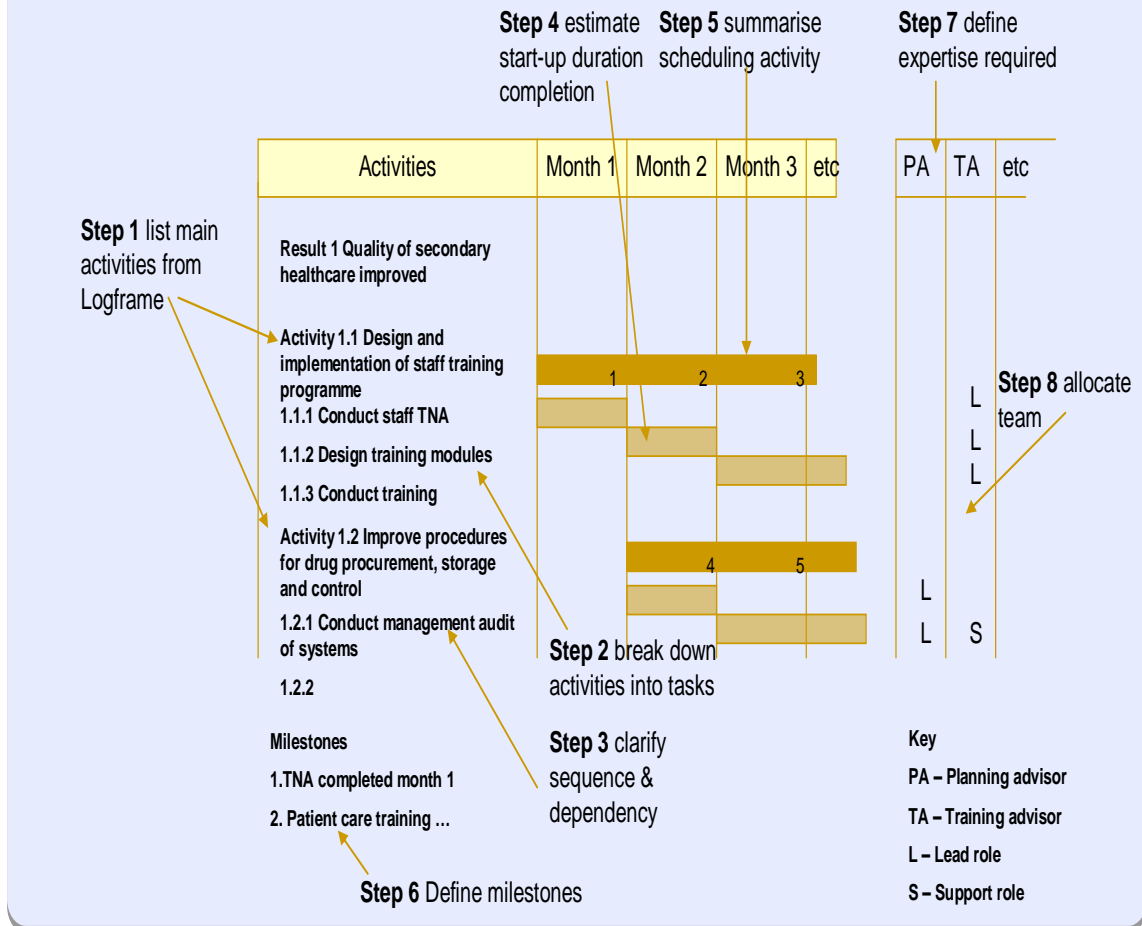 Step 4 estimate
start-up duration
completion
Step 5 summarise
scheduling activity
Step 7 define
expertise required
Activities Month 1 Month 2 Month 3 etc PA TA etc
Step 1 list main
activities from
Logframe
Result 1 Quality of secondary
healthcare improved
Activity 1.1 Design and
implementation of staff training
programme
1 2 3
1.1.1 Conduct staff TNA
L
1.1.2 Design training modules
L
1.1.3 Conduct training
L
Step 8 allocate
team
Activity 1.2 Improve procedures
for drug procurement, storage
and control
4 5
L
1.2.1 Conduct management audit
of systems
L S
1.2.2
Step 2 break down
activities into tasks
Step 3 clarify
sequence &
dependency
Milestones
1.TNA completed month 1
2. Patient care training …
Step 6 Define milestones
Key
PA – Planning advisor
TA – Training advisor
L – Lead role
S – Support role